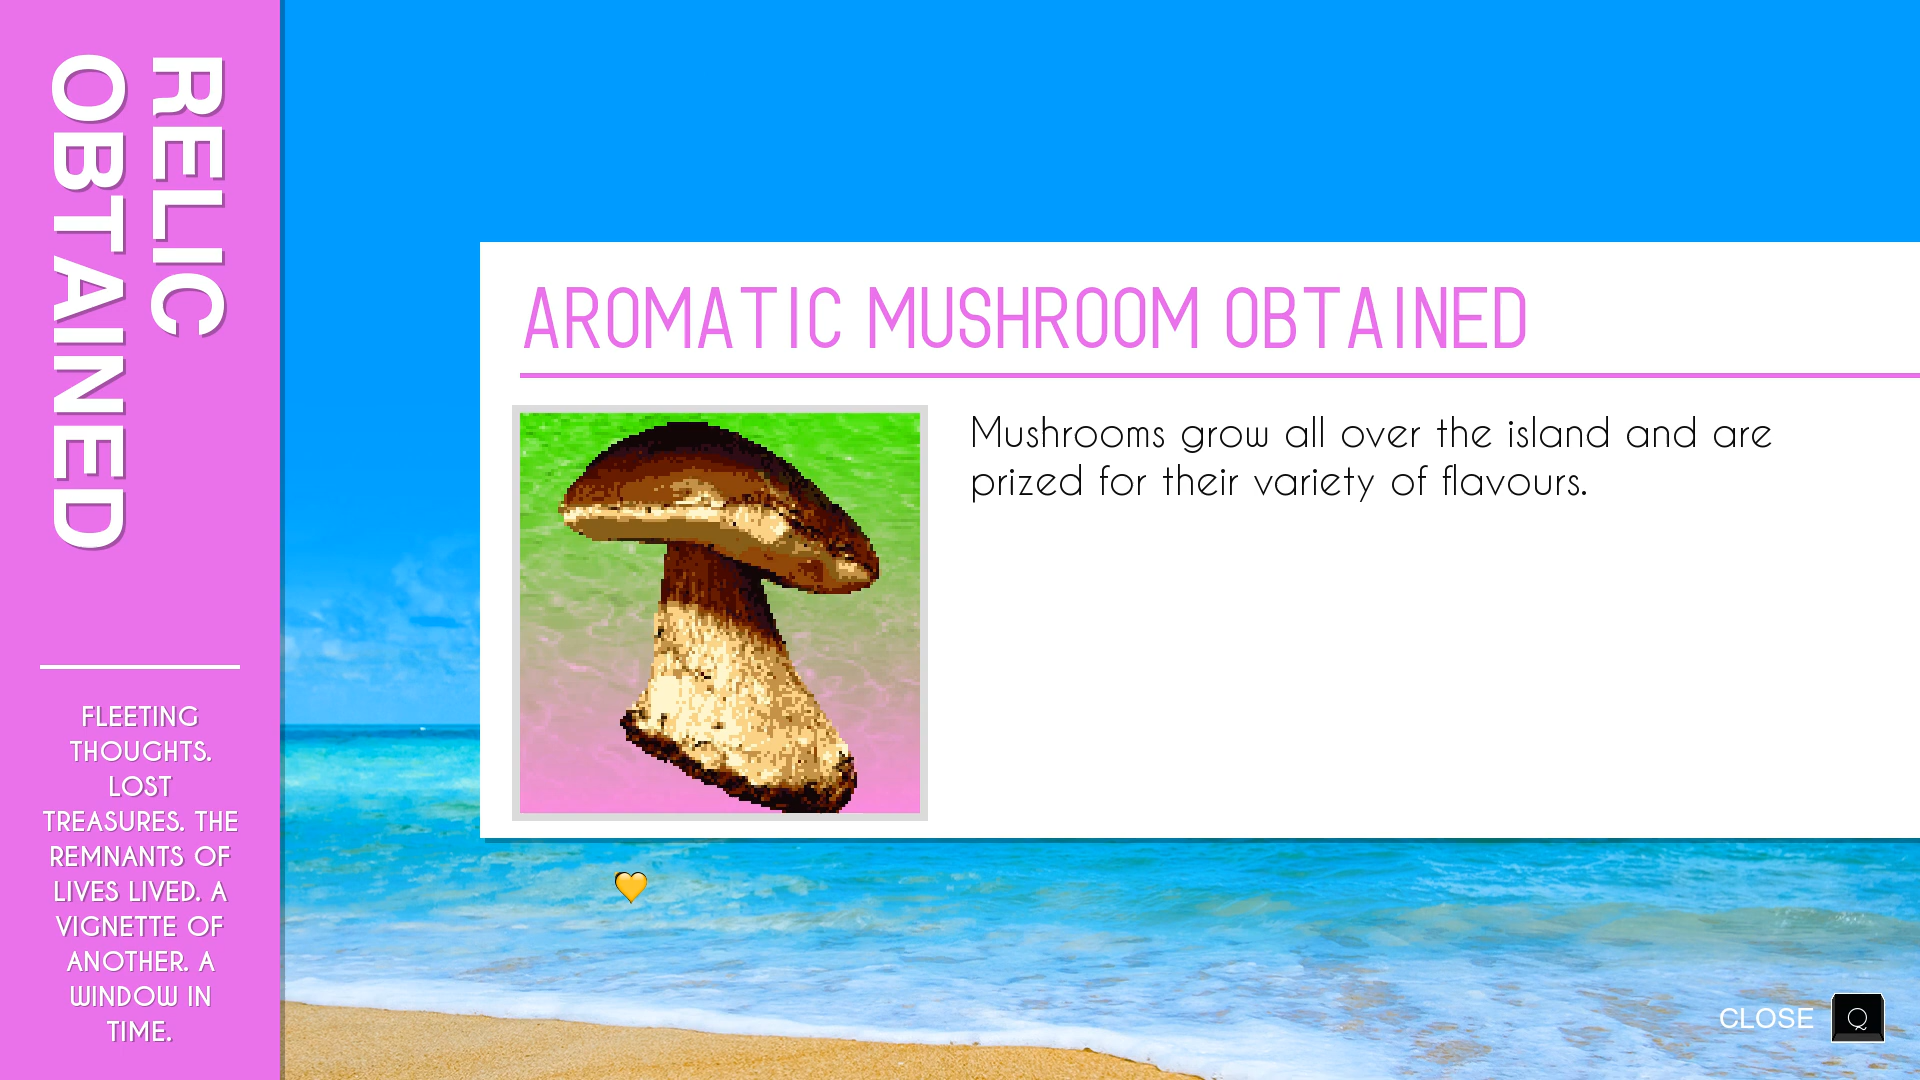 RELIC
OBTAINED
FLEETING
THOUGHTS.
LOST
TREASURES. THE
REMNANTS OF
LIVES LIVED. A
VIGNETTE OF
ANOTHER. A
WINDOW IN
TIME.
AROMATIC MUSHROOM OBTAINED
Mushrooms grow all over the island and are
prized for their variety of flavours.
CLOSE Q